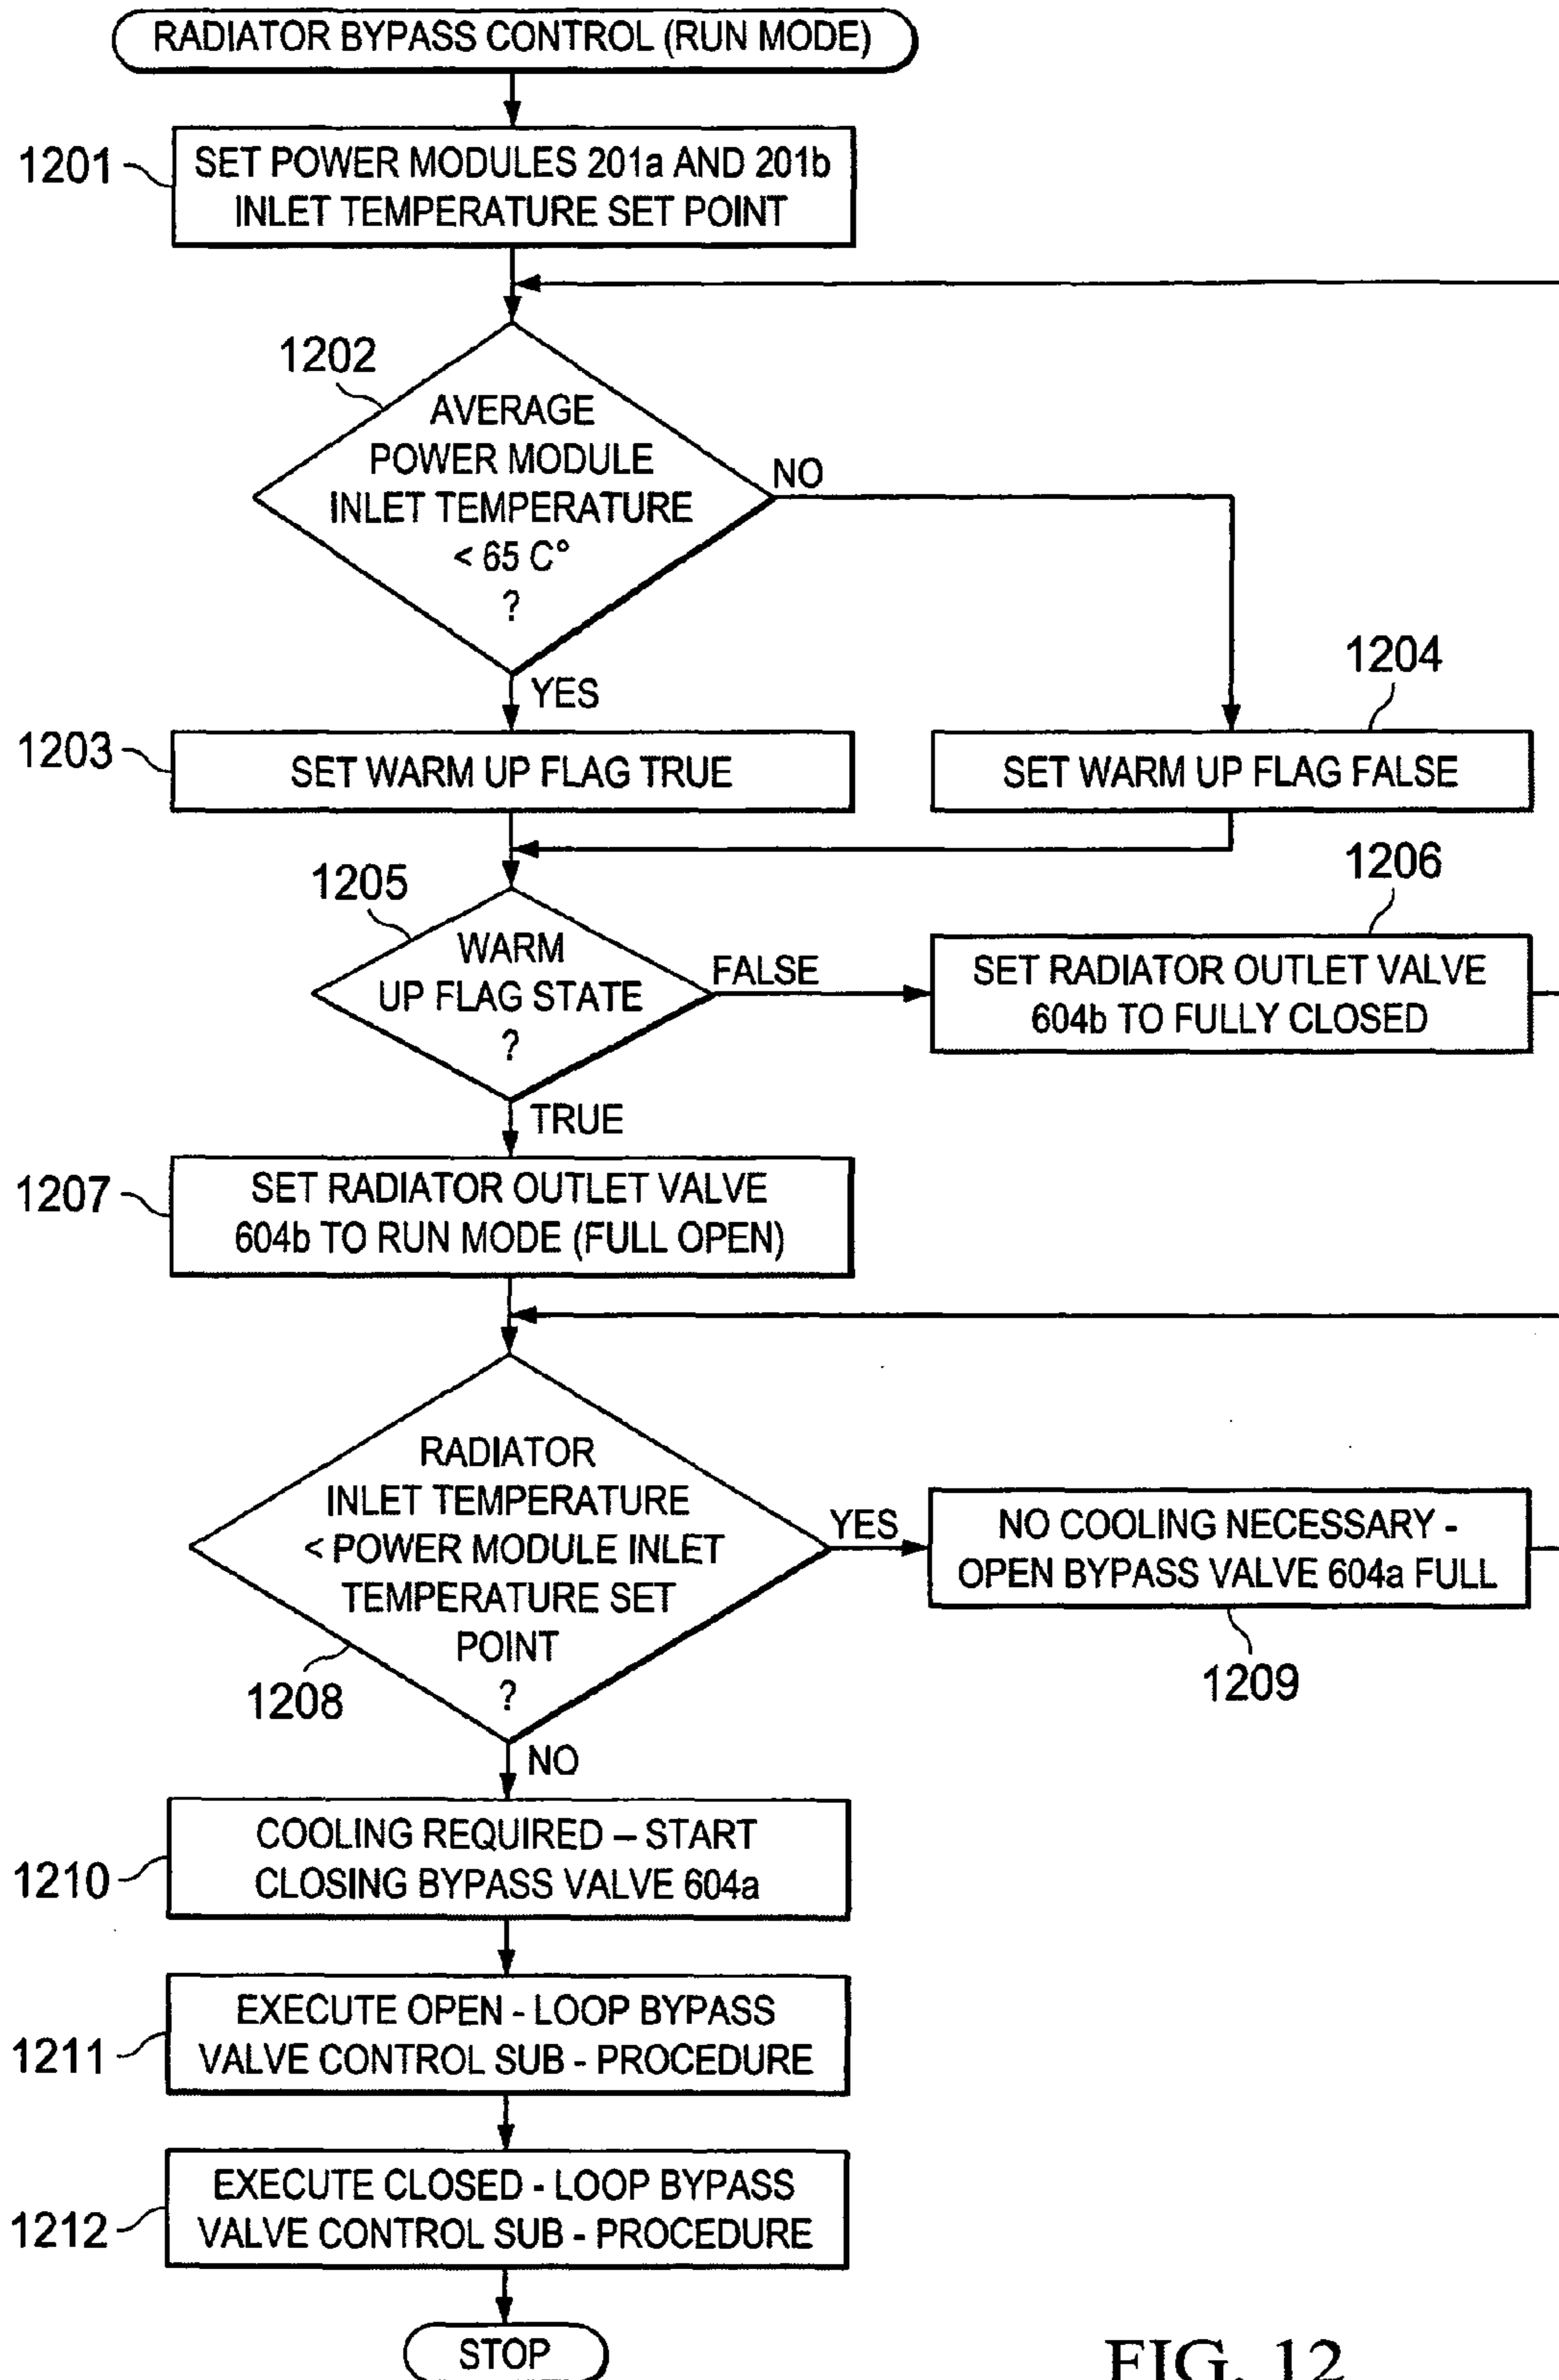 RADIATOR BYPASS CONTROL (RUN MODE)
1201
SET POWER MODULES 201a AND 201b
INLET TEMPERATURE SET POINT
1202
AVERAGE
POWER MODULE
INLET TEMPERATURE
< 65 C°
?
NO
YES
1203
SET WARM UP FLAG TRUE
1204
SET WARM UP FLAG FALSE
1205
WARM
UP FLAG STATE
?
FALSE
1206
SET RADIATOR OUTLET VALVE
604b TO FULLY CLOSED
TRUE
1207
SET RADIATOR OUTLET VALVE
604b TO RUN MODE (FULL OPEN)
RADIATOR
INLET TEMPERATURE
< POWER MODULE INLET
TEMPERATURE SET
POINT
?
1208
YES
NO COOLING NECESSARY -
OPEN BYPASS VALVE 604a FULL
1209
NO
1210
COOLING REQUIRED – START
CLOSING BYPASS VALVE 604a
1211
EXECUTE OPEN - LOOP BYPASS
VALVE CONTROL SUB - PROCEDURE
1212
EXECUTE CLOSED - LOOP BYPASS
VALVE CONTROL SUB - PROCEDURE
STOP
FIG. 12